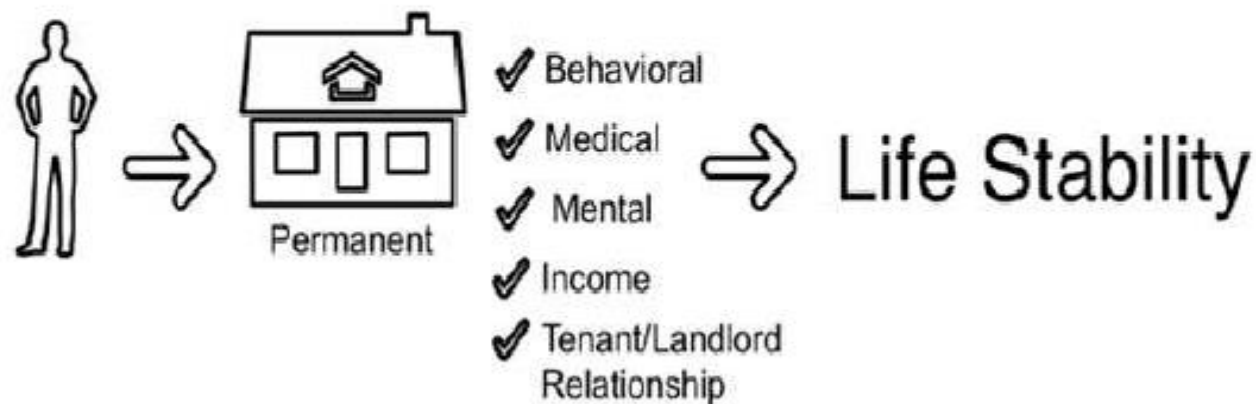 Permanent
Behavioral
Medical
Mental
Income
Tenant/Landlord
Relationship
Life Stability